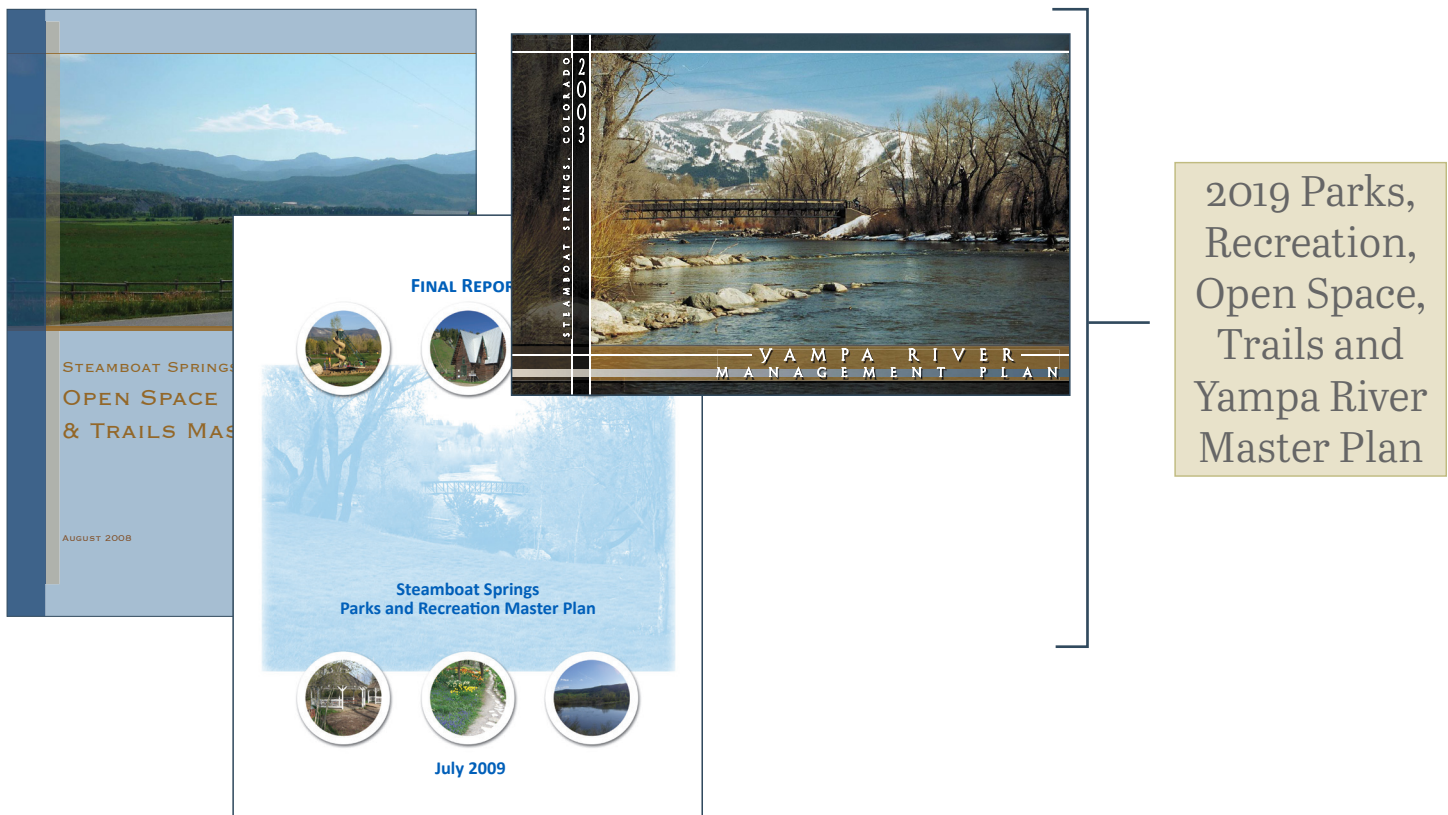 STEAMBOAT SPRINGS
OPEN SPACE
& TRAILS MAS
AUGUST 2008
FINAL REPOR
Steamboat Springs
Parks and Recreation Master Plan
July 2009
STEAMBOAT SPRINGS, COLORADO
2003
YAMPA RIVER
MANAGEMENT PLAN
2019 Parks,
Recreation,
Open Space,
Trails and
Yampa River
Master Plan